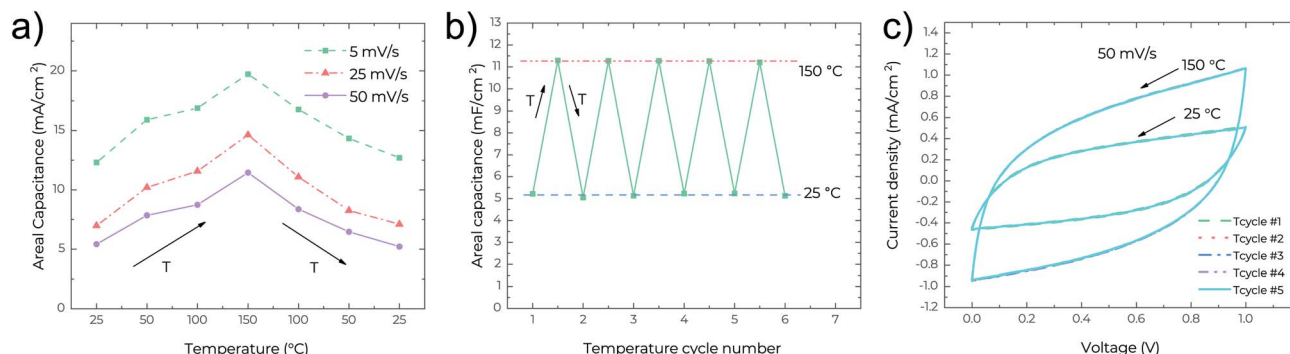 a)
Areal Capacitance (mA/cm²)
20
15
10
5
0
5 mV/s
25 mV/s
50 mV/s
T
T
25
50
100
150
100
50
25
Temperature (°C)
b)
Areal capacitance (mF/cm²)
13
12
11
10
9
8
7
6
5
4
3
2
1
0
150 °C
T
T
25 °C
1
2
3
4
5
6
7
Temperature cycle number
c)
Current density (mA/cm²)
1.4
1.2
1.0
0.8
0.6
0.4
0.2
0.0
-0.2
-0.4
-0.6
-0.8
-1.0
-1.2
50 mV/s
150 °C
25 °C
Tcycle #1
Tcycle #2
Tcycle #3
Tcycle #4
Tcycle #5
0.0
0.2
0.4
0.6
0.8
1.0
Voltage (V)